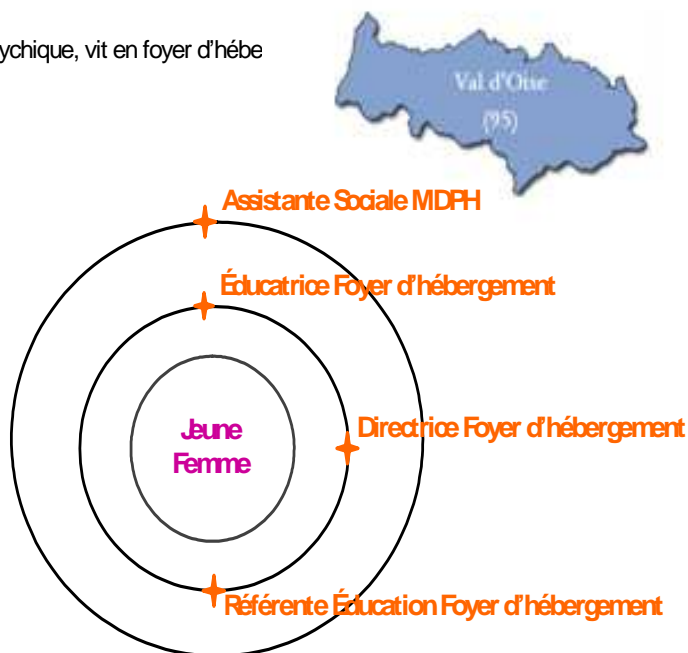 ychique, vit en foyer d'hébe
Val d'Oise
(95)
Assistante Sociale MDPH
Éducatrice Foyer d'hébergement
Jeune
Femme
Directrice Foyer d'hébergement
Référente Éducation Foyer d'hébergement